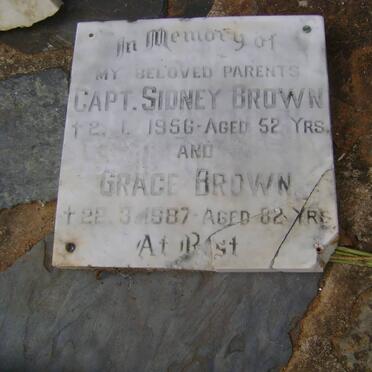 In Memory of
MY BELOVED PARENTS
CAPT. SIDNEY BROWN
† 2. 1. 1956 - AGED 52 YRS.
AND
GRACE BROWN
† 22. 3. 1987 - AGED 82 YRS
At Rest